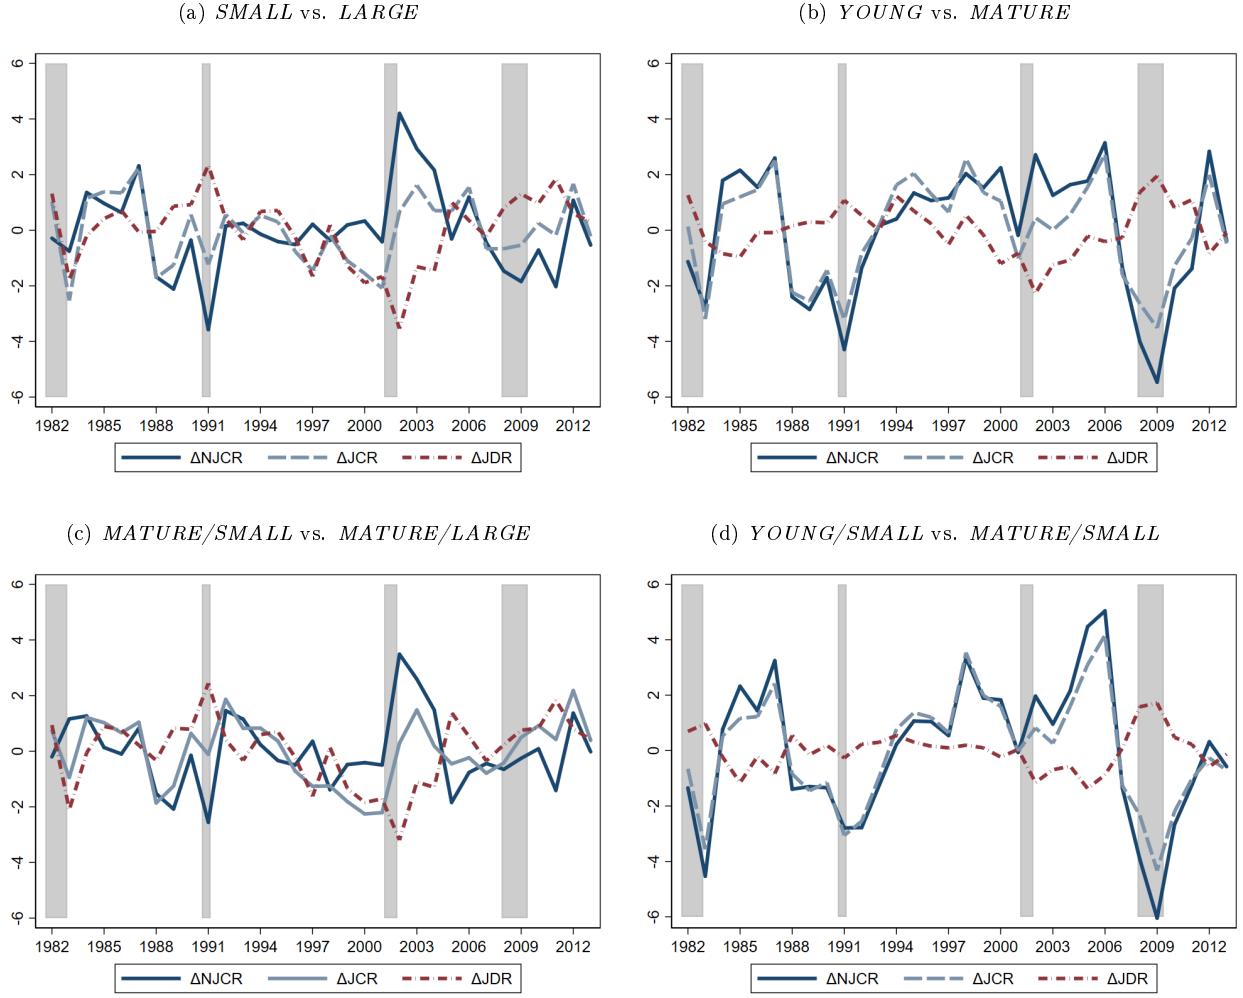 (a) SMALL vs. LARGE
6
4
2
0
-2
-4
-6
1982 1985 1988 1991 1994 1997 2000 2003 2006 2009 2012
ΔNJCR ΔJCR ΔJDR
(b) YOUNG vs. MATURE
6
4
2
0
-2
-4
-6
1982 1985 1988 1991 1994 1997 2000 2003 2006 2009 2012
ΔNJCR ΔJCR ΔJDR
(c) MATURE/SMALL vs. MATURE/LARGE
6
4
2
0
-2
-4
-6
1982 1985 1988 1991 1994 1997 2000 2003 2006 2009 2012
ΔNJCR ΔJCR ΔJDR
(d) YOUNG/SMALL vs. MATURE/SMALL
6
4
2
0
-2
-4
-6
1982 1985 1988 1991 1994 1997 2000 2003 2006 2009 2012
ΔNJCR ΔJCR ΔJDR